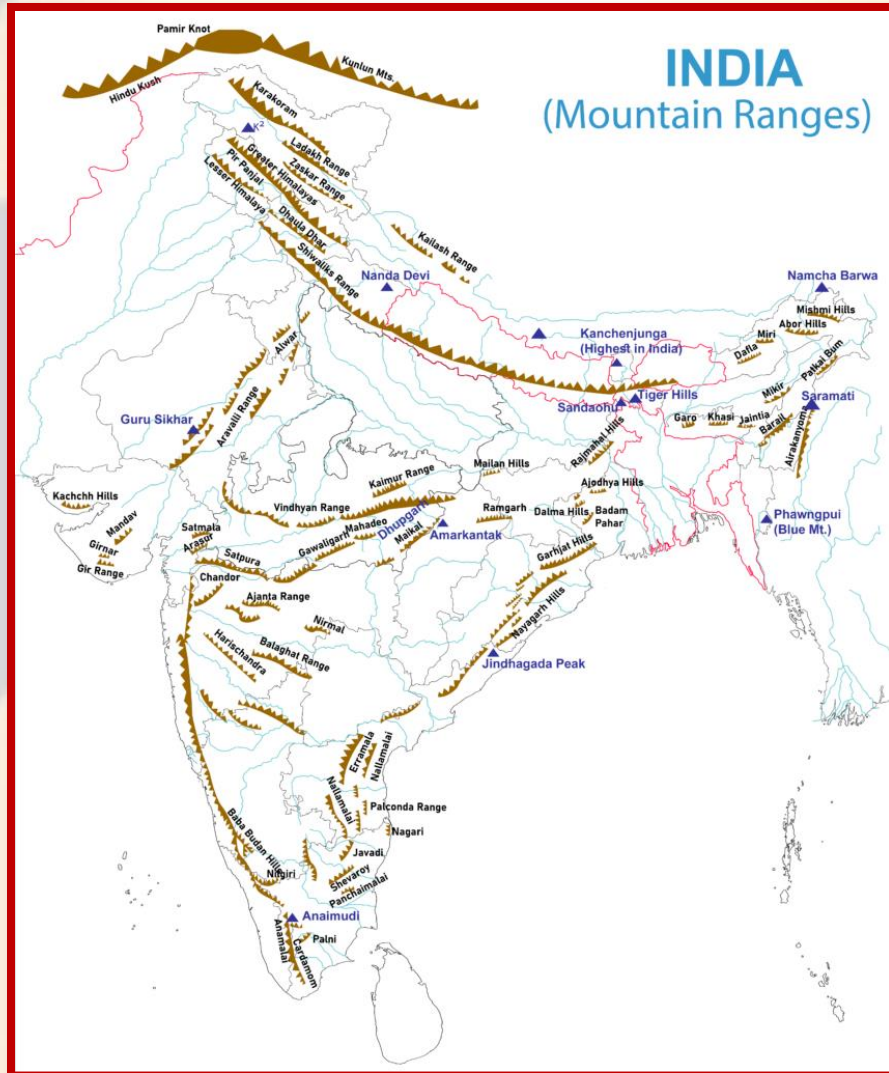 INDIA
(Mountain Ranges)
Pamir Knot
Hindu Kush
Kunlun Mts.
Karakoram
K²
Ladakh Range
Zaskar Range
Greater Himalayas
Pir Panjal
Lesser Himalaya
Dhaula Dhar
Shiwaliks Range
Kailash Range
Nanda Devi
Namcha Barwa
Mishmi Hills
Abor Hills
Miri
Dafla
Patkai Bum
Kanchenjunga
(Highest in India)
Mikir
Saramati
Tiger Hills
Sandaohu
Garo
Khasi
Jaintia
Barail
Airakanyoma
Alwar
Aravalli Range
Guru Sikhar
Rajmahal Hills
Mailan Hills
Kaimur Range
Ajodhya Hills
Kachchh Hills
Vindhyan Range
Dhupgarh
Ramgarh
Dalma Hills
Badam
Pahar
Phawngpui
(Blue Mt.)
Mandav
Satmala
Arasur
Mahadeo
Gawaligarh
Maikal
Amarkantak
Girnar
Gir Range
Salpura
Garhjat Hills
Chandor
Ajanta Range
Nirmal
Nayagarh Hills
Harischandra
Balaghat Range
Jindhagada Peak
Erramala
Nallamalai
Nallamalai
Palconda Range
Nagari
Baba Budan Hills
Javadi
Nilgiri
Shevaroy
Panchaimalai
Anaimudi
Palni
Anamalai
Cardamom